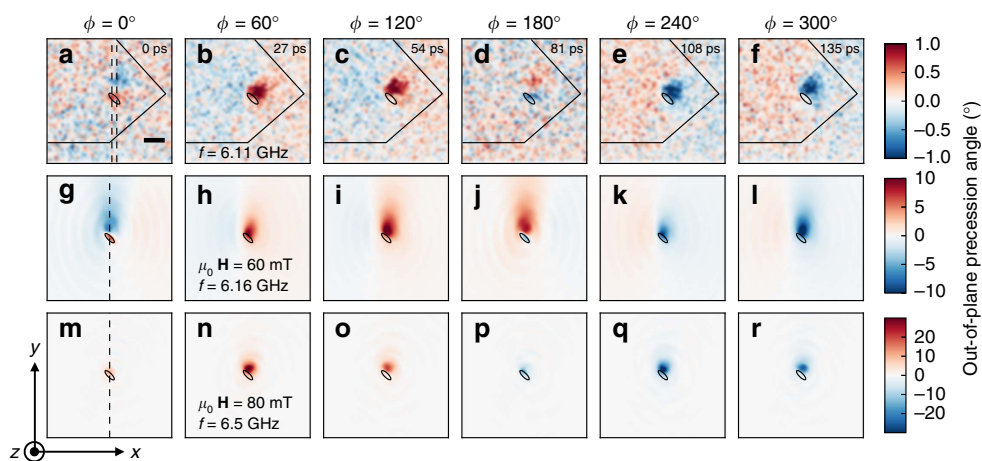 ϕ = 0° ϕ = 60° ϕ = 120° ϕ = 180° ϕ = 240° ϕ = 300°
a 0 ps b 27 ps c 54 ps d 81 ps e 108 ps f 135 ps
f = 6.11 GHz
1.0
0.5
0.0
−0.5
−1.0
g h i j k l
μ₀ H = 60 mT
f = 6.16 GHz
10
5
0
−5
−10
Out-of-plane precession angle (°)
m n o p q r
μ₀ H = 80 mT
f = 6.5 GHz
20
10
0
−10
−20
y
z x